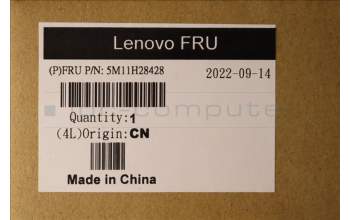 Lenovo FRU
(P)FRU P/N: 5M11H28428
2022-09-14
Quantity:1
(4L)Origin:CN
Made in China